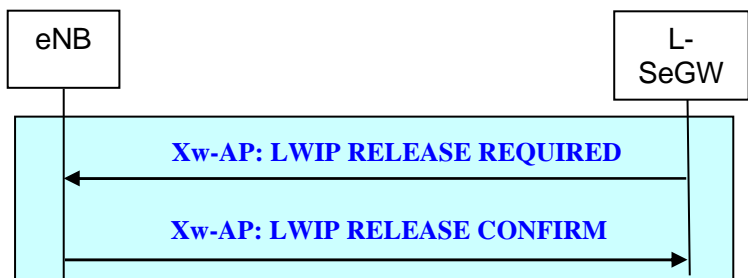 eNB
L-
SeGW
Xw-AP: LWIP RELEASE REQUIRED
Xw-AP: LWIP RELEASE CONFIRM